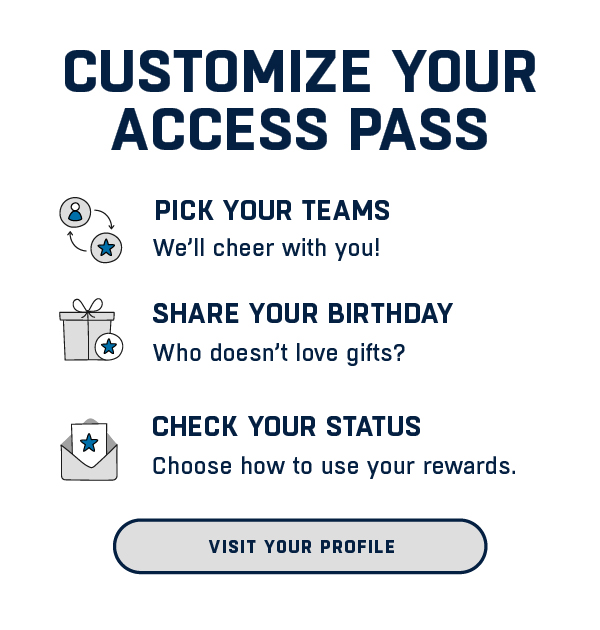 CUSTOMIZE YOUR
ACCESS PASS
PICK YOUR TEAMS
We'll cheer with you!
SHARE YOUR BIRTHDAY
Who doesn't love gifts?
CHECK YOUR STATUS
Choose how to use your rewards.
VISIT YOUR PROFILE